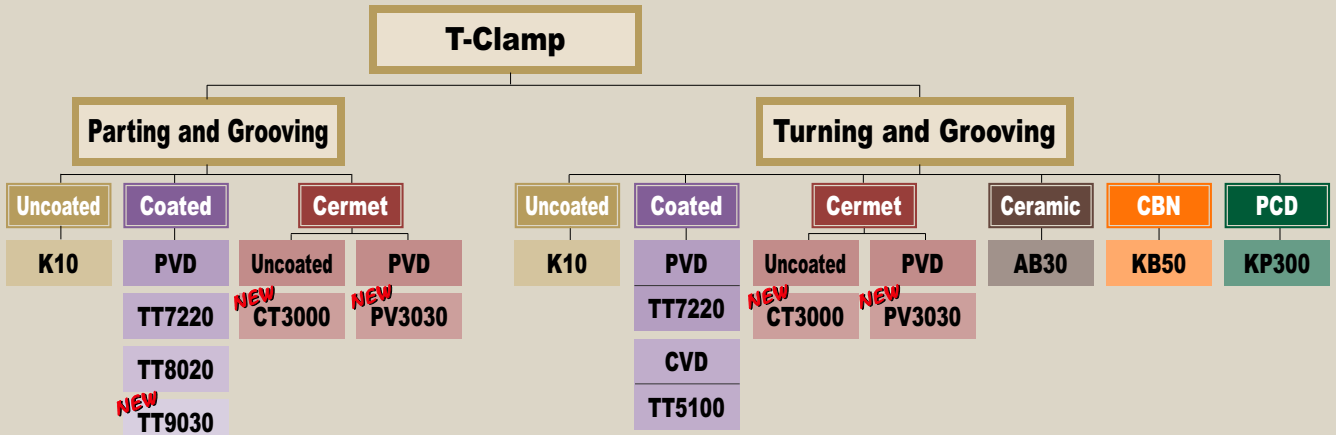 T-Clamp
Parting and Grooving
Turning and Grooving
Uncoated
Coated
Cermet
Uncoated
Coated
Cermet
Ceramic
CBN
PCD
K10
PVD
Uncoated
PVD
K10
PVD
Uncoated
PVD
AB30
KB50
KP300
TT7220
NEW
CT3000
NEW
PV3030
TT7220
NEW
CT3000
NEW
PV3030
TT8020
CVD
NEW
TT9030
TT5100